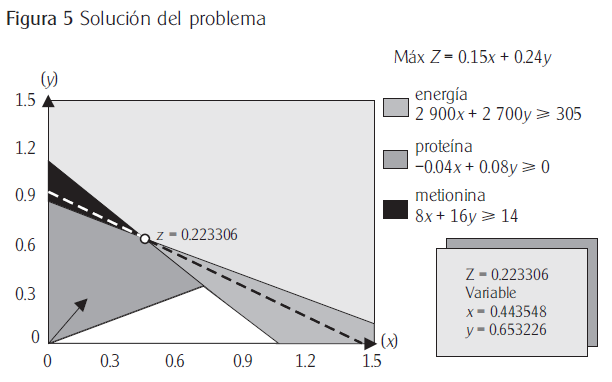 Figura 5 Solución del problema
Máx Z = 0.15x + 0.24y
energía
2 900x + 2 700y ⩾ 305
proteína
−0.04x + 0.08y ⩾ 0
metionina
8x + 16y ⩾ 14
(y)
1.5
1.2
0.9
0.6
0.3
0
z = 0.223306
(x)
0 0.3 0.6 0.9 1.2 1.5
Z = 0.223306
Variable
x = 0.443548
y = 0.653226